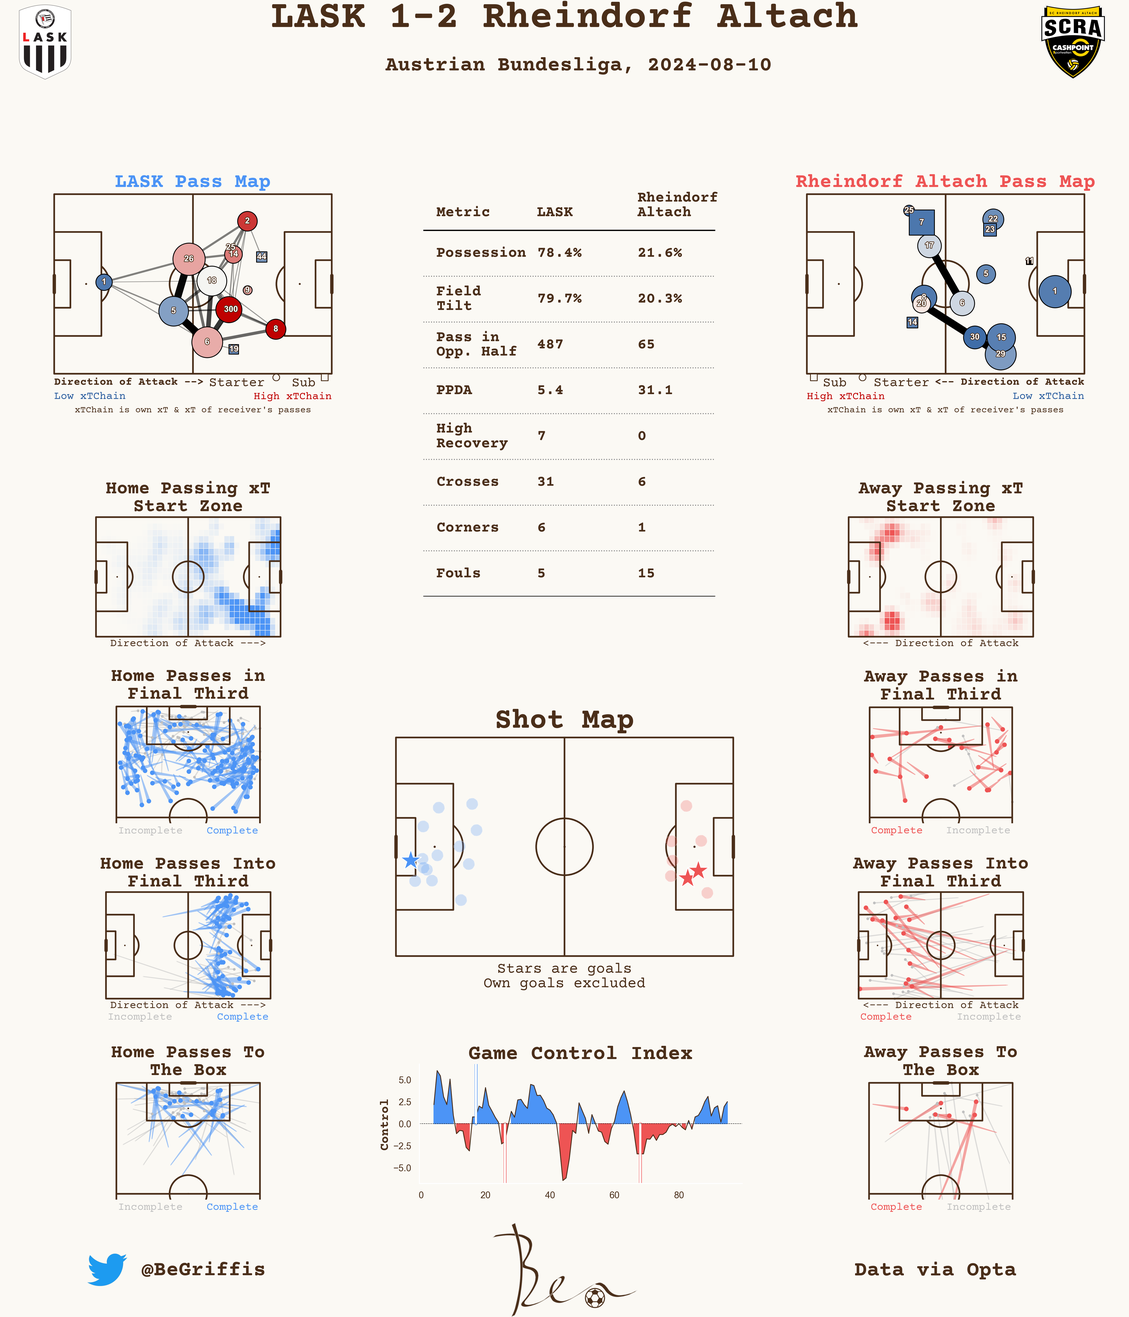 LASK 1-2 Rheindorf Altach
Austrian Bundesliga, 2024-08-10
LASK
SC RHEINDORF ALTACH
SCRA
CASHPOINT
LASK Pass Map
2
25
14
44
26
1
18
9
5
300
8
6
19
Direction of Attack --> Starter Sub
Low xTChain High xTChain
xTChain is own xT & xT of receiver's passes
Metric LASK Rheindorf Altach
Possession 78.4% 21.6%
Field Tilt 79.7% 20.3%
Pass in Opp. Half 487 65
PPDA 5.4 31.1
High Recovery 7 0
Crosses 31 6
Corners 6 1
Fouls 5 15
Rheindorf Altach Pass Map
25
7
22
23
17
11
5
1
20
6
14
30
15
29
Sub Starter <-- Direction of Attack
High xTChain Low xTChain
xTChain is own xT & xT of receiver's passes
Home Passing xT
Start Zone
Direction of Attack --->
Away Passing xT
Start Zone
<--- Direction of Attack
Home Passes in
Final Third
Incomplete Complete
Shot Map
Stars are goals
Own goals excluded
Away Passes in
Final Third
Complete Incomplete
Home Passes Into
Final Third
Direction of Attack --->
Incomplete Complete
Away Passes Into
Final Third
<--- Direction of Attack
Complete Incomplete
Home Passes To
The Box
Incomplete Complete
Game Control Index
Control
5.0
2.5
0.0
−2.5
−5.0
0 20 40 60 80
Away Passes To
The Box
Complete Incomplete
@BeGriffis
Bea
Data via Opta